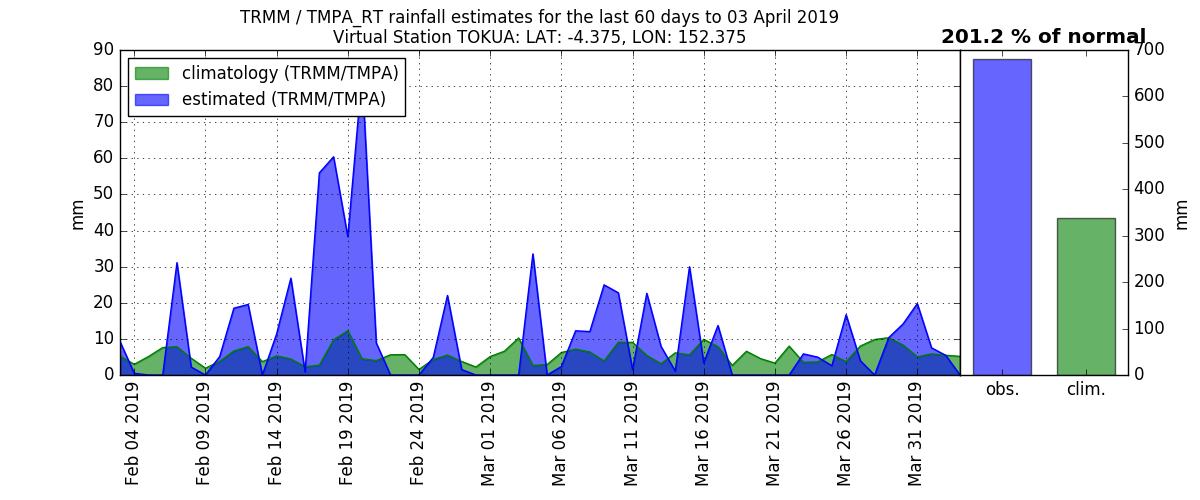 TRMM / TMPA_RT rainfall estimates for the last 60 days to 03 April 2019
Virtual Station TOKUA: LAT: -4.375, LON: 152.375
201.2 % of normal
climatology (TRMM/TMPA)
estimated (TRMM/TMPA)
mm
90
80
70
60
50
40
30
20
10
0
Feb 04 2019
Feb 09 2019
Feb 14 2019
Feb 19 2019
Feb 24 2019
Mar 01 2019
Mar 06 2019
Mar 11 2019
Mar 16 2019
Mar 21 2019
Mar 26 2019
Mar 31 2019
700
600
500
400
300
200
100
0
mm
obs.
clim.